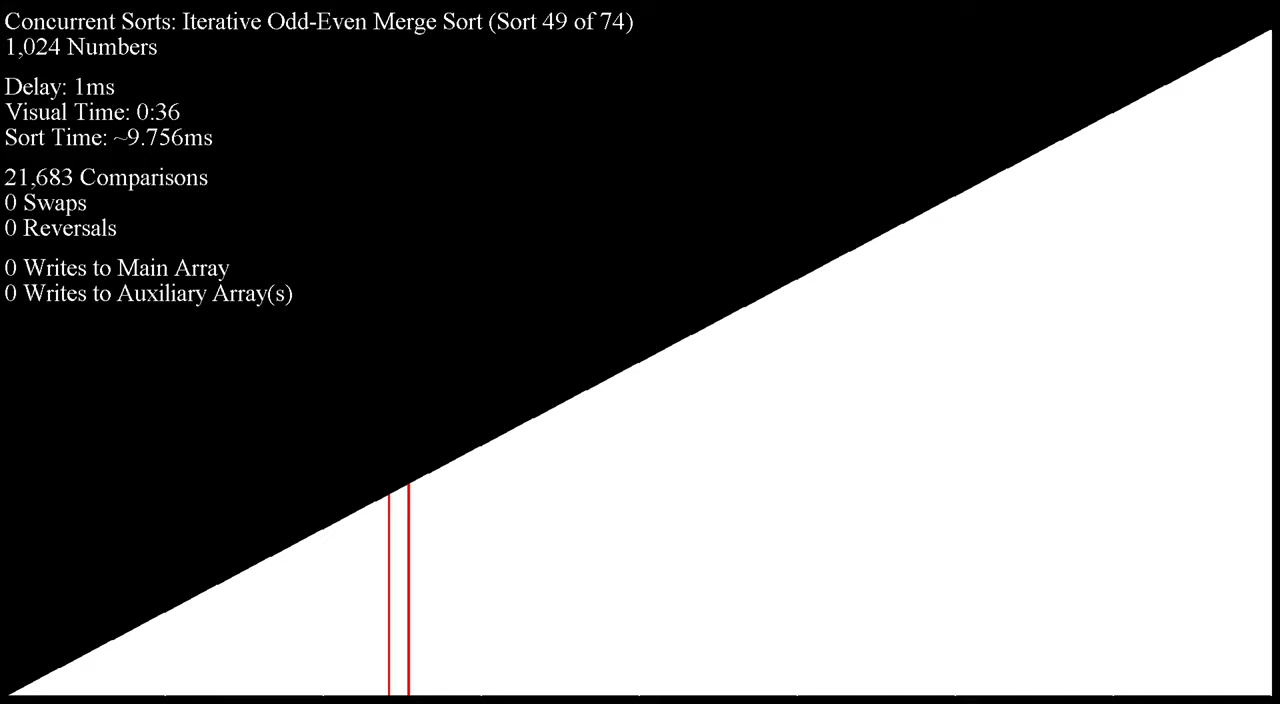 Concurrent Sorts: Iterative Odd-Even Merge Sort (Sort 49 of 74)
1,024 Numbers
Delay: 1ms
Visual Time: 0:36
Sort Time: ~9.756ms
21,683 Comparisons
0 Swaps
0 Reversals
0 Writes to Main Array
0 Writes to Auxiliary Array(s)